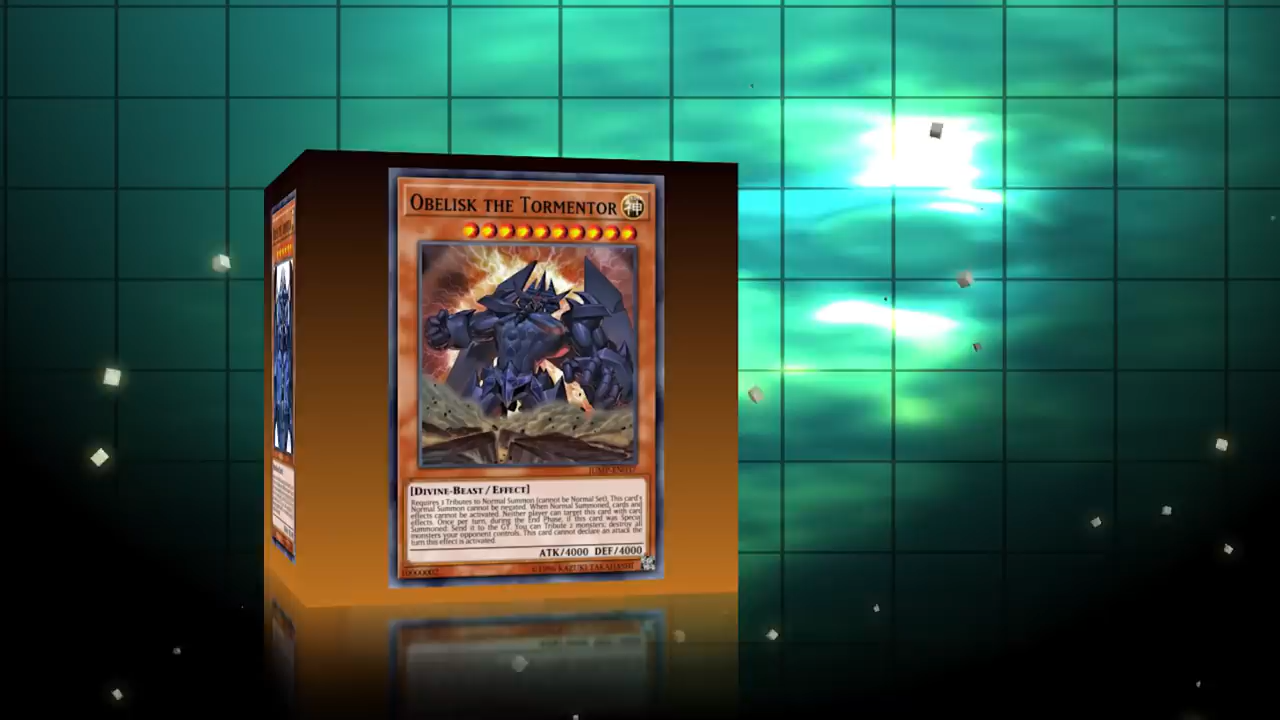 OBELISK THE TORMENTOR 神
JUMP-EN037
[DIVINE-BEAST / EFFECT]
Requires 3 Tributes to Normal Summon (cannot be Normal Set). This card's
Normal Summon cannot be negated. When Normal Summoned, cards and
effects cannot be activated. Neither player can target this card with card
effects. Once per turn, during the End Phase, if this card was Special
Summoned: Send it to the GY. You can Tribute 2 monsters; destroy all
monsters your opponent controls. This card cannot declare an attack the
turn this effect is activated.
ATK/4000 DEF/4000
©1996 KAZUKI TAKAHASHI